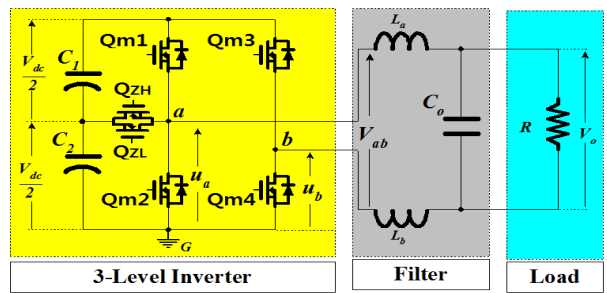 Qm1
Qm3
L_a
V_dc/2
C_1
Q_ZH
a
b
V_ab
C_o
R
V_o
C_2
Q_ZL
V_dc/2
u_a
u_b
Qm2
Qm4
G
L_b
3-Level Inverter
Filter
Load